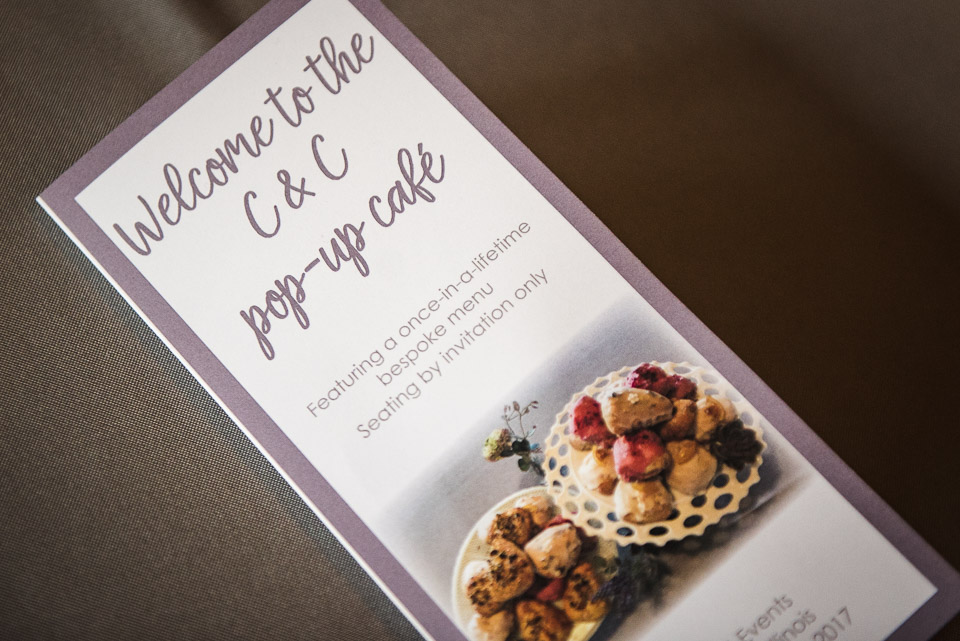 Welcome to the
C & C
pop-up café
Featuring a once-in-a-lifetime
bespoke menu
Seating by invitation only
Events
2017